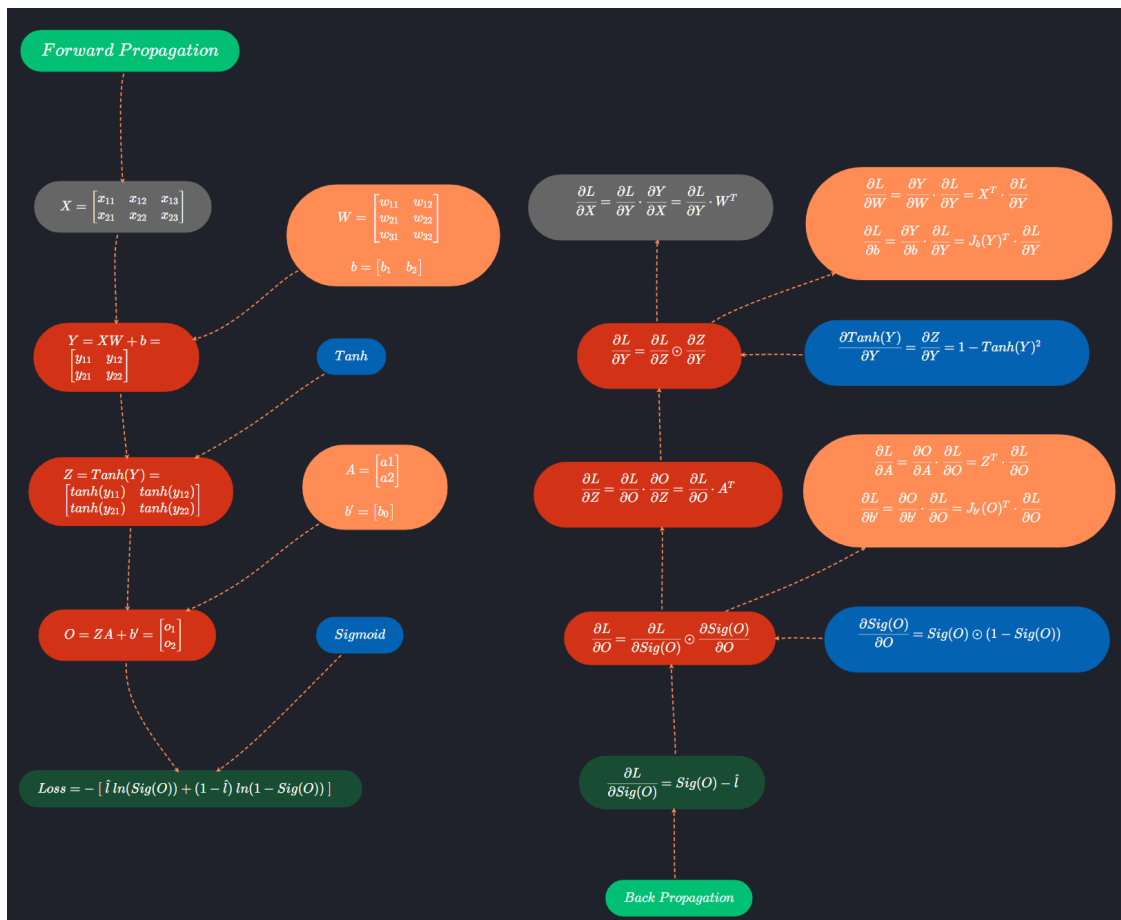 Forward Propagation
X = [x11 x12 x13
x21 x22 x23]
W = [w11 w12
w21 w22
w31 w32]
b = [b1 b2]
Y = XW + b =
[y11 y12
y21 y22]
Tanh
Z = Tanh(Y) =
[tanh(y11) tanh(y12)
tanh(y21) tanh(y22)]
A = [a1
a2]
b′ = [b0]
O = ZA + b′ = [o1
o2]
Sigmoid
Loss = − [ l̂ ln(Sig(O)) + (1 − l̂) ln(1 − Sig(O)) ]
∂L/∂X = ∂L/∂Y · ∂Y/∂X = ∂L/∂Y · W^T
∂L/∂W = ∂Y/∂W · ∂L/∂Y = X^T · ∂L/∂Y
∂L/∂b = ∂Y/∂b · ∂L/∂Y = J_b(Y)^T · ∂L/∂Y
∂L/∂Y = ∂L/∂Z ⊙ ∂Z/∂Y
∂Tanh(Y)/∂Y = ∂Z/∂Y = 1 − Tanh(Y)^2
∂L/∂Z = ∂L/∂O · ∂O/∂Z = ∂L/∂O · A^T
∂L/∂A = ∂O/∂A · ∂L/∂O = Z^T · ∂L/∂O
∂L/∂b′ = ∂O/∂b′ · ∂L/∂O = J_b′(O)^T · ∂L/∂O
∂L/∂O = ∂L/∂Sig(O) ⊙ ∂Sig(O)/∂O
∂Sig(O)/∂O = Sig(O) ⊙ (1 − Sig(O))
∂L/∂Sig(O) = Sig(O) − l̂
Back Propagation